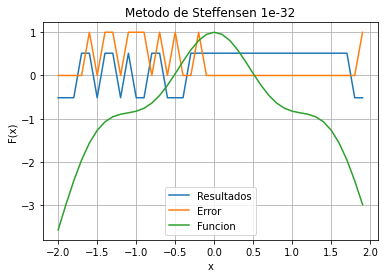 Metodo de Steffensen 1e-32
F(x)
1
0
−1
−2
−3
Resultados
Error
Funcion
−2.0 −1.5 −1.0 −0.5 0.0 0.5 1.0 1.5 2.0
x